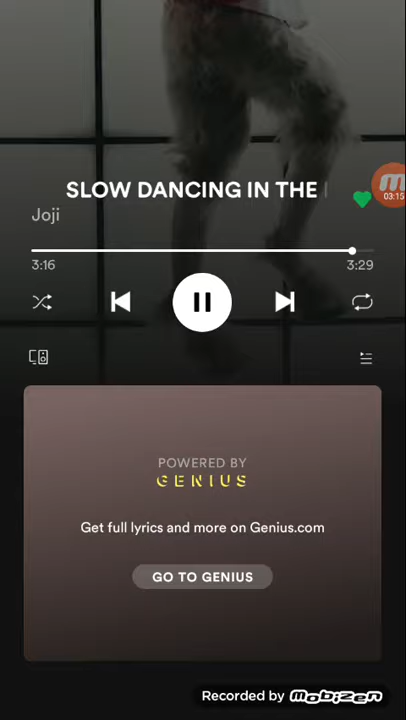 SLOW DANCING IN THE
Joji
03:15
3:16
3:29
POWERED BY
GENIUS
Get full lyrics and more on Genius.com
GO TO GENIUS
Recorded by Mobizen